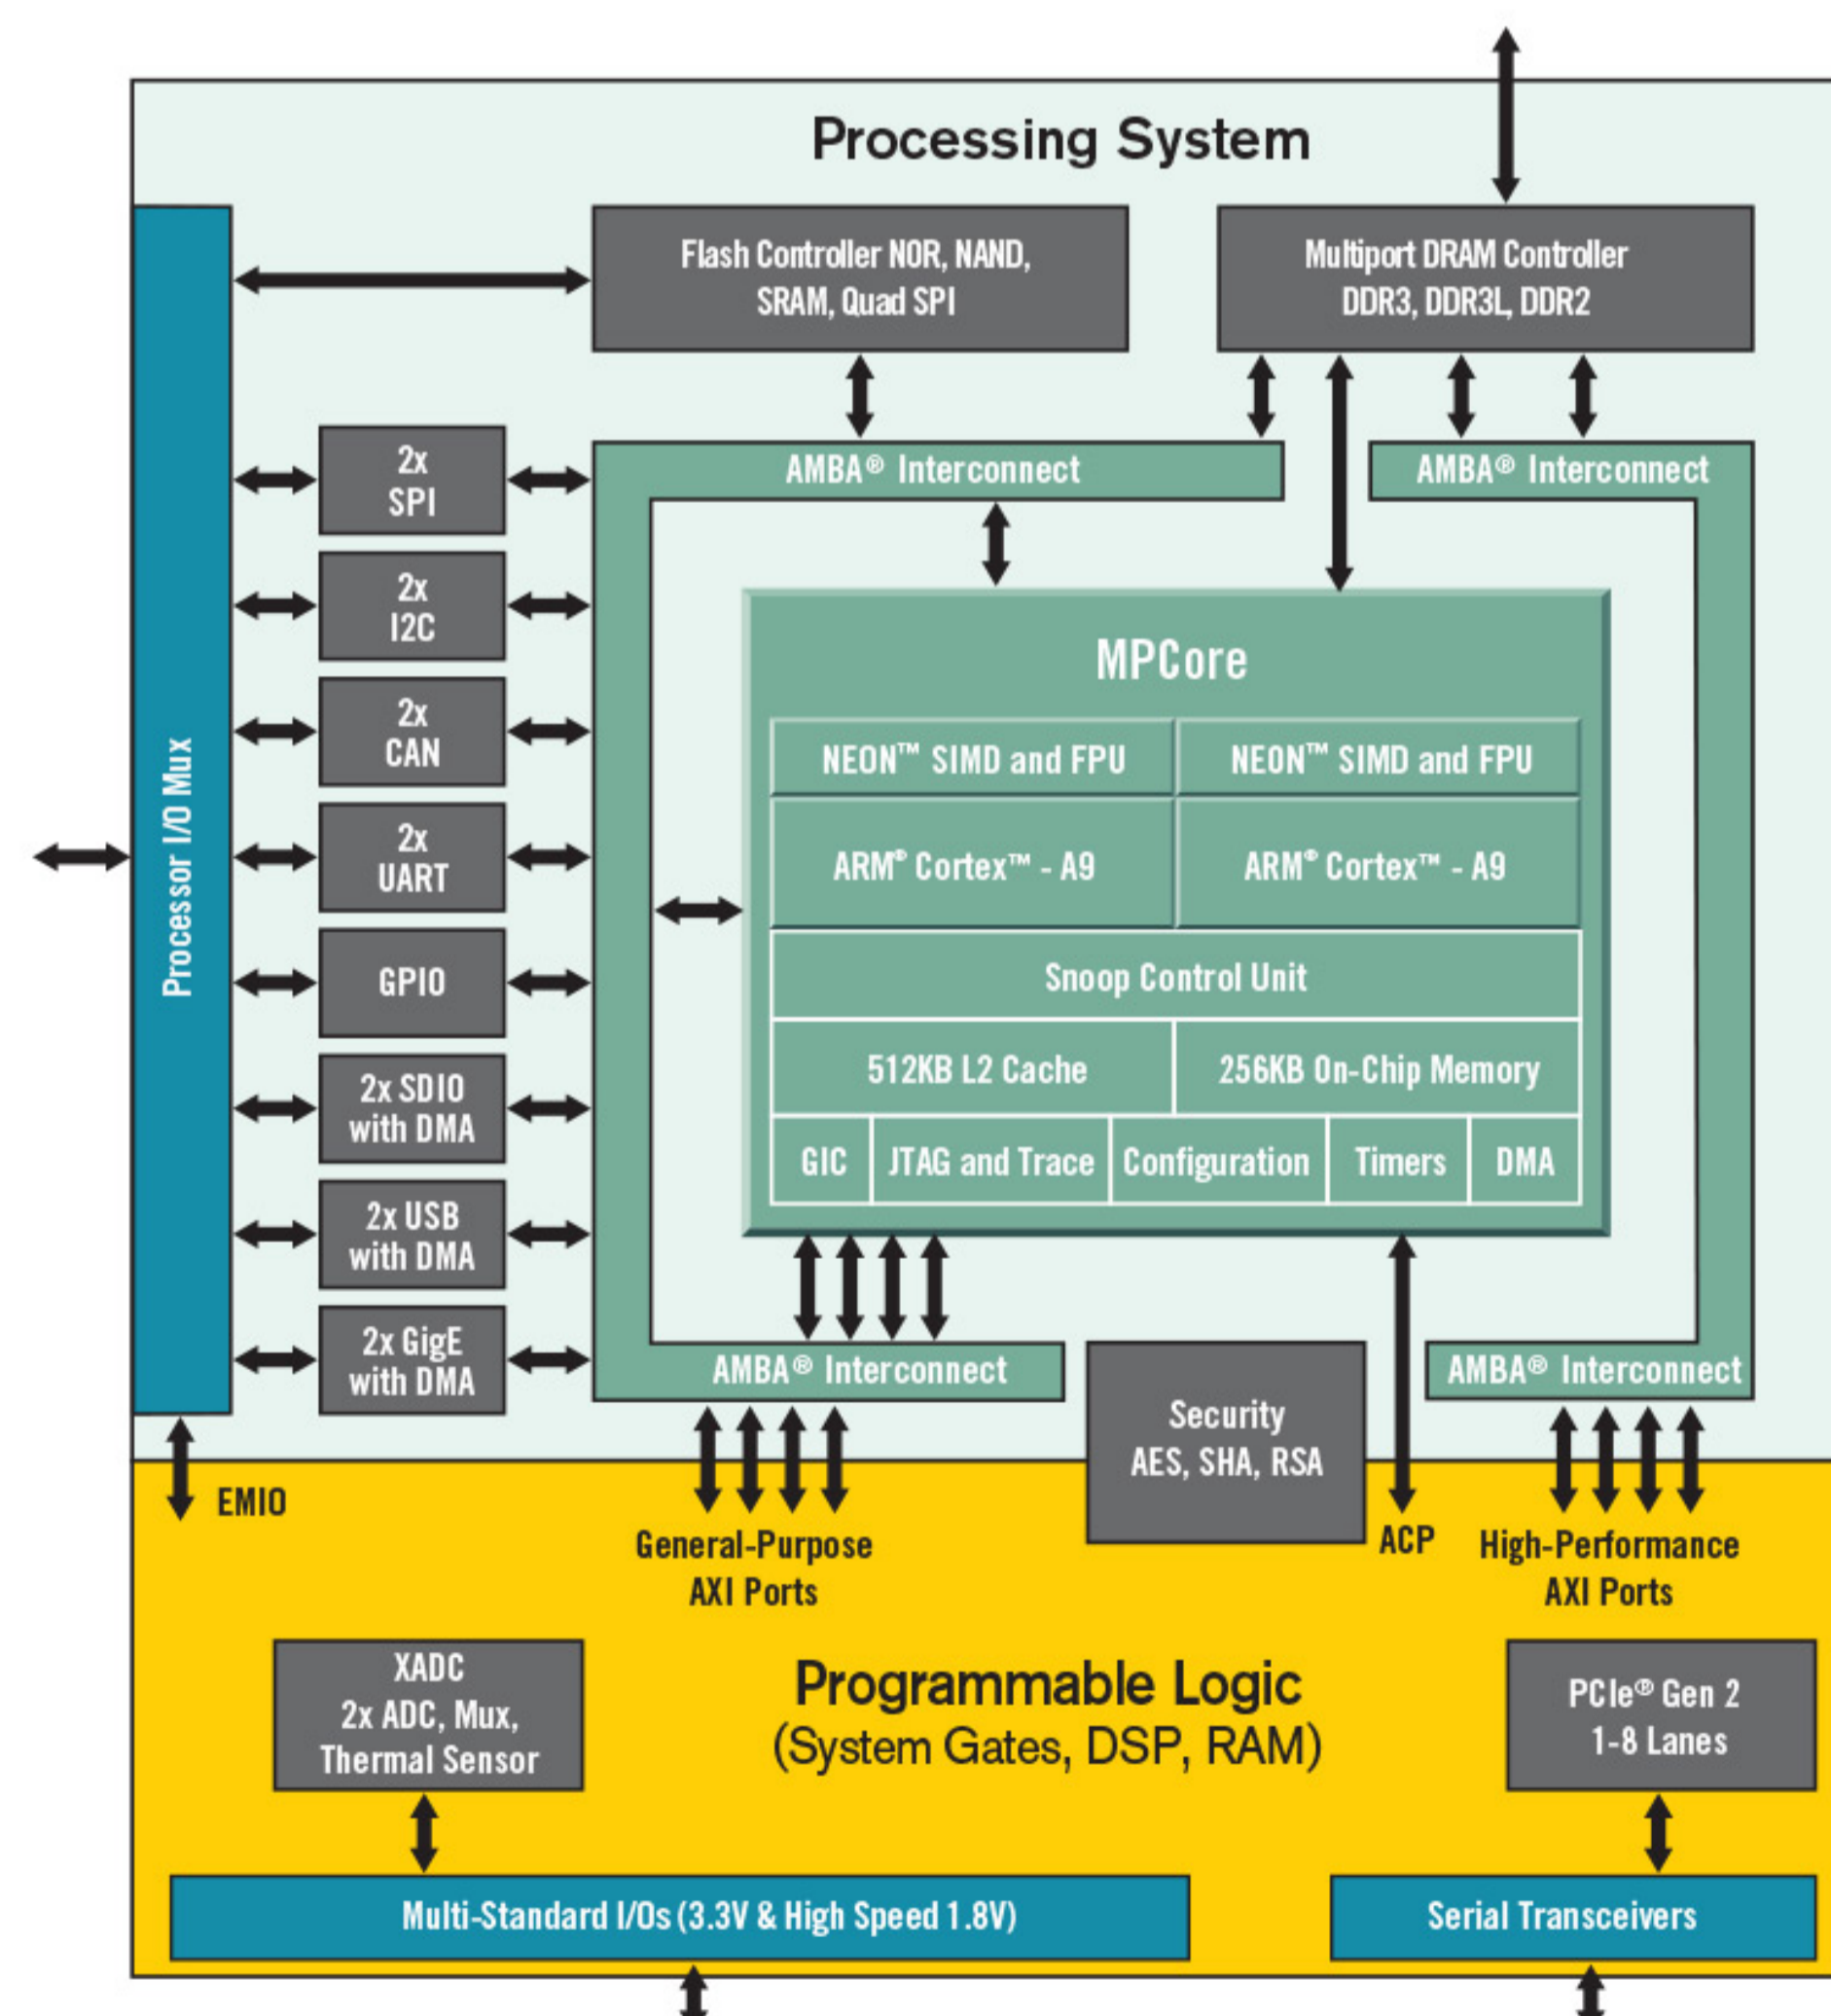 Processing System
Flash Controller NOR, NAND,
SRAM, Quad SPI
Multiport DRAM Controller
DDR3, DDR3L, DDR2
Processor I/O Mux
2x
SPI
2x
I2C
2x
CAN
2x
UART
GPIO
2x SDIO
with DMA
2x USB
with DMA
2x GigE
with DMA
AMBA® Interconnect
AMBA® Interconnect
MPCore
NEON™ SIMD and FPU
NEON™ SIMD and FPU
ARM® Cortex™ - A9
ARM® Cortex™ - A9
Snoop Control Unit
512KB L2 Cache
256KB On-Chip Memory
GIC
JTAG and Trace
Configuration
Timers
DMA
AMBA® Interconnect
Security
AES, SHA, RSA
AMBA® Interconnect
EMIO
General-Purpose
AXI Ports
ACP
High-Performance
AXI Ports
XADC
2x ADC, Mux,
Thermal Sensor
Programmable Logic
(System Gates, DSP, RAM)
PCIe® Gen 2
1-8 Lanes
Multi-Standard I/Os (3.3V & High Speed 1.8V)
Serial Transceivers